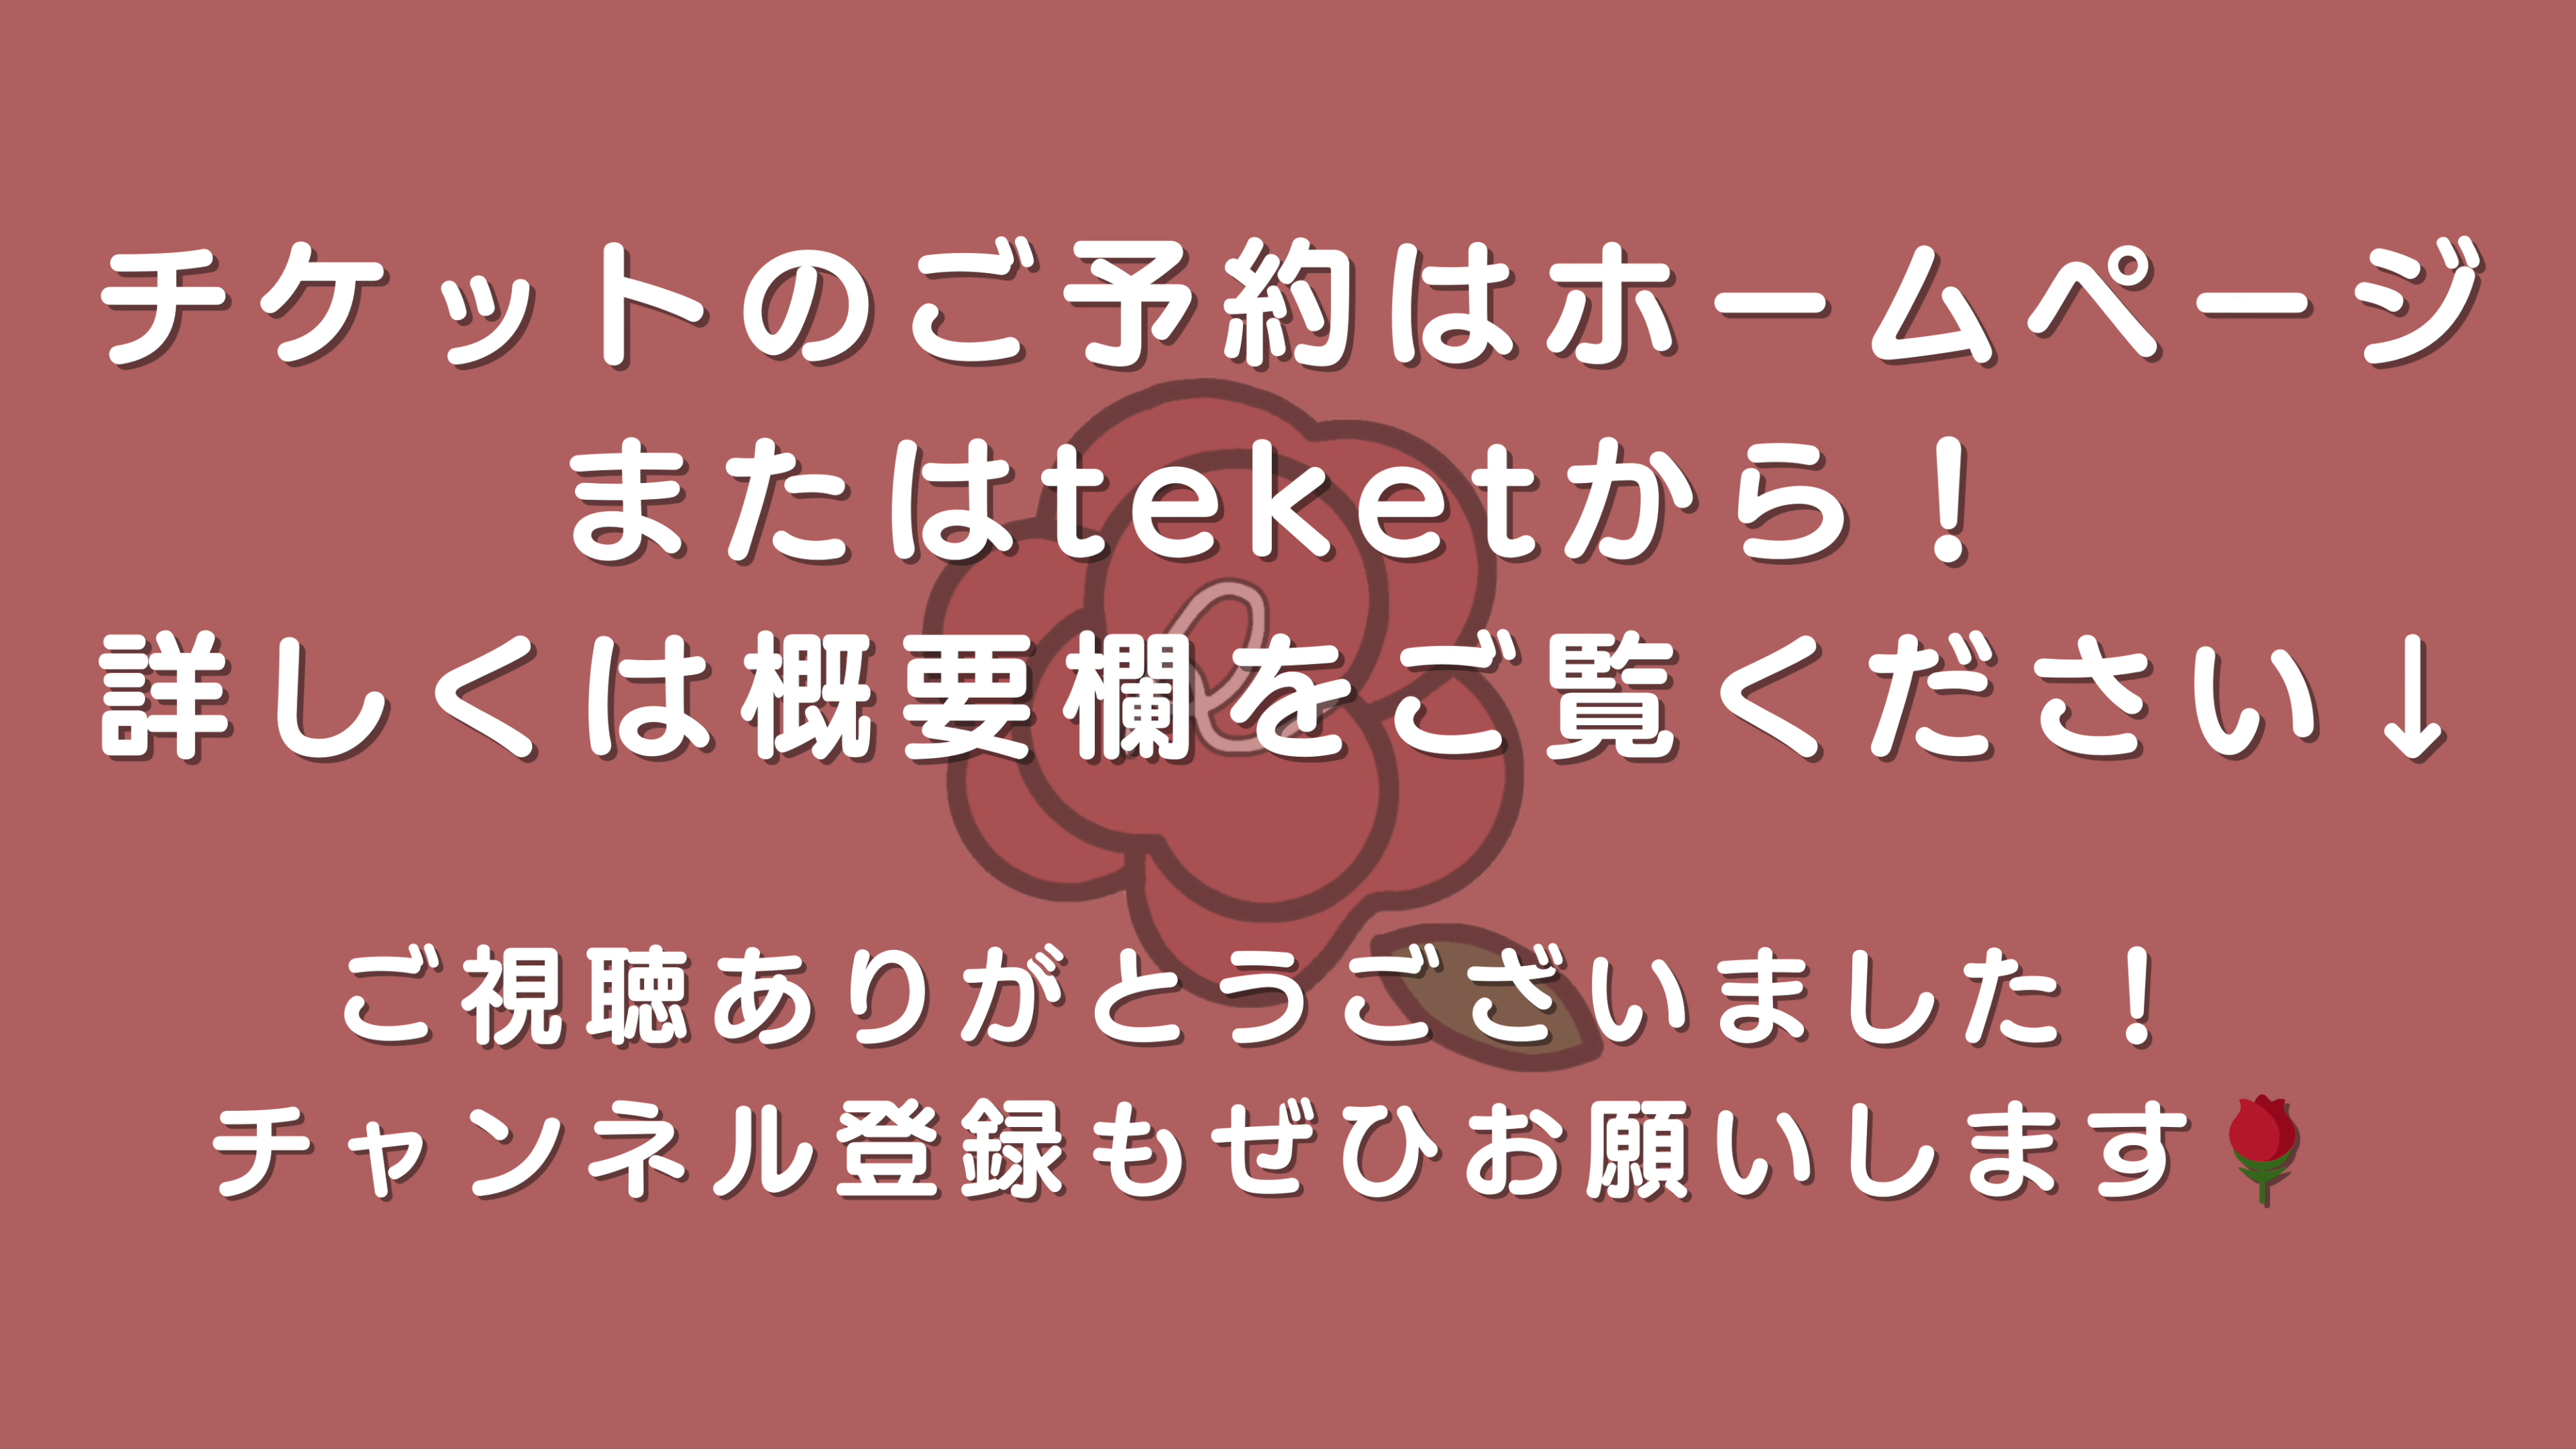 チケットのご予約はホームページ
またはteketから！
詳しくは概要欄をご覧ください↓
ご視聴ありがとうございました！
チャンネル登録もぜひお願いします🌹